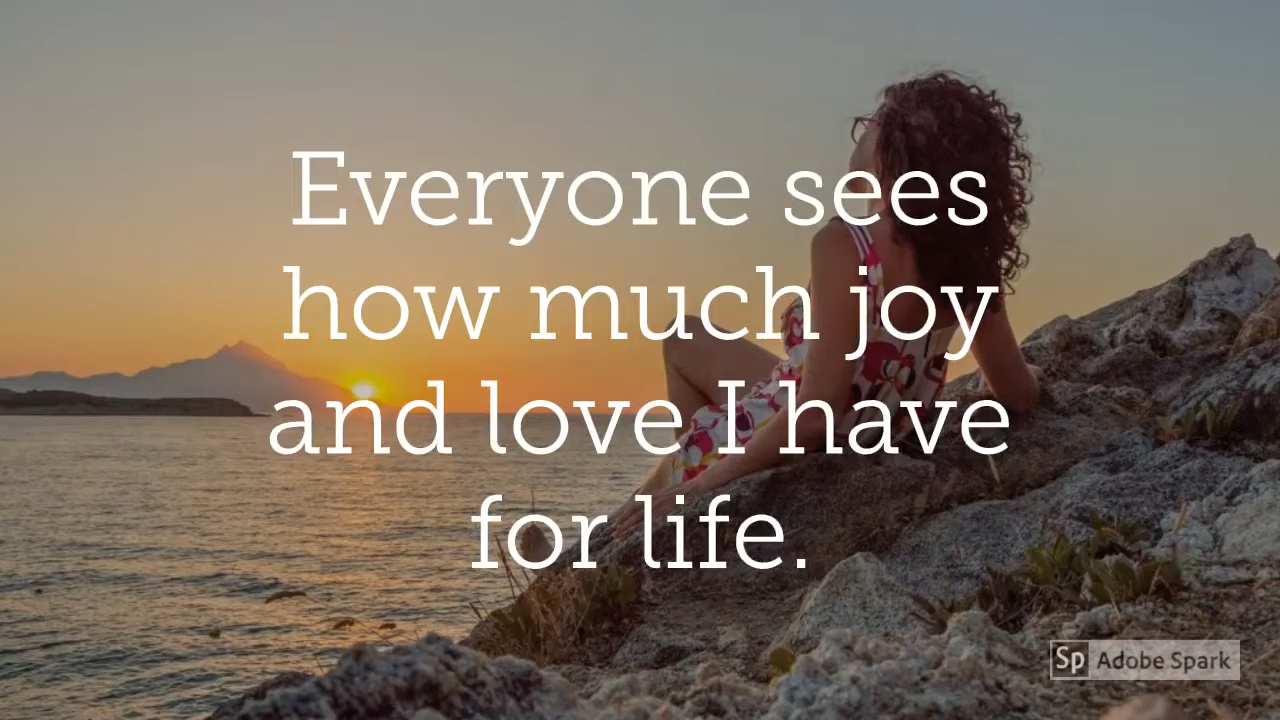 Everyone sees
how much joy
and love I have
for life.
Sp Adobe Spark